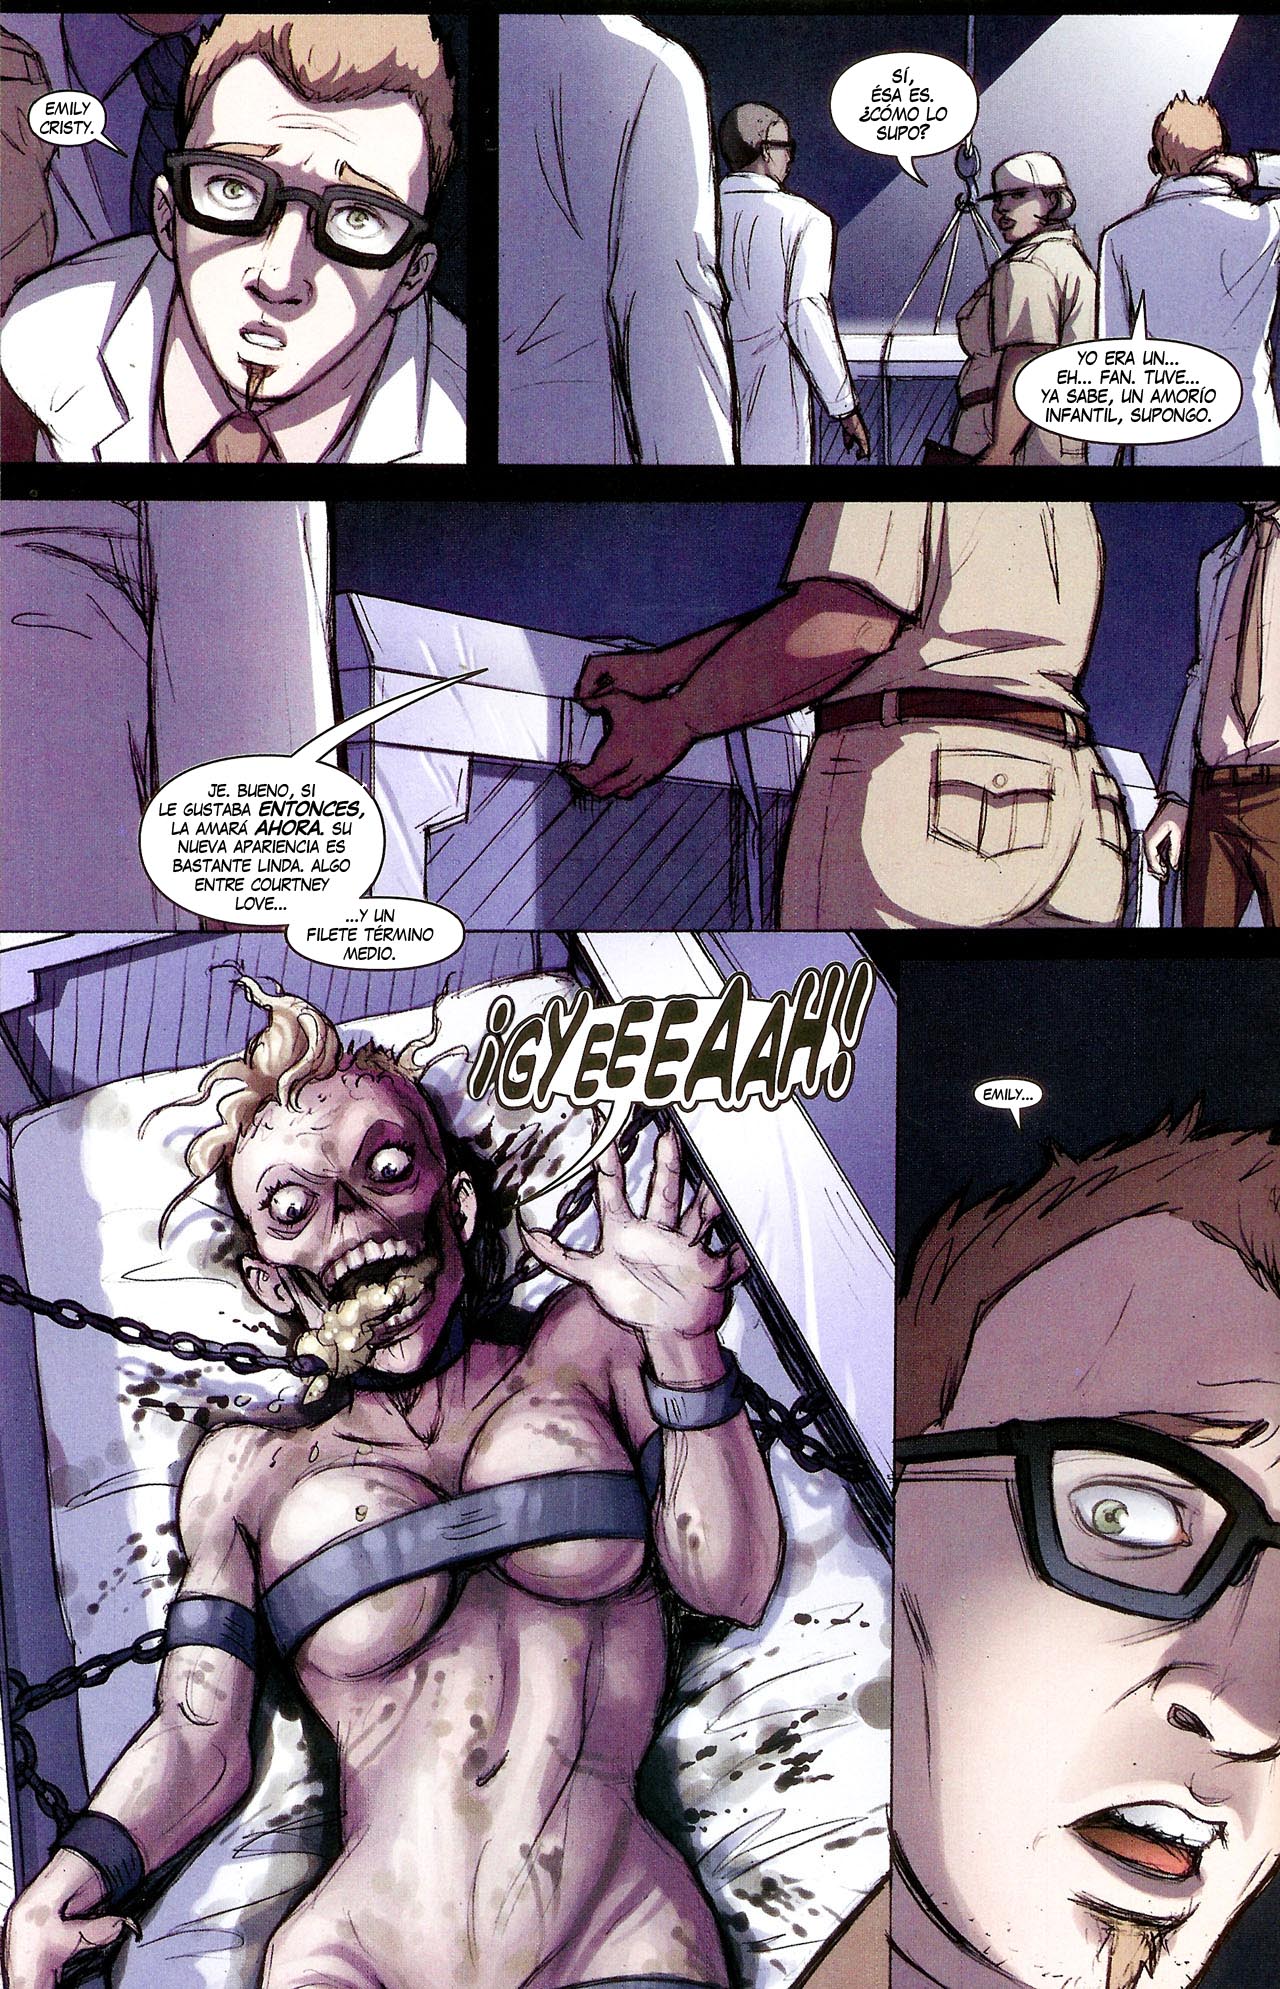 EMILY
CRISTY.
SÍ,
ÉSA ES.
¿CÓMO LO
SUPO?
YO ERA UN...
EH... FAN. TUVE...
YA SABE, UN AMORÍO
INFANTIL, SUPONGO.
JE. BUENO, SI
LE GUSTABA ENTONCES,
LA AMARÁ AHORA. SU
NUEVA APARIENCIA ES
BASTANTE LINDA. ALGO
ENTRE COURTNEY
LOVE...
...Y UN
FILETE TÉRMINO
MEDIO.
¡GYEEEEAAH!
EMILY...